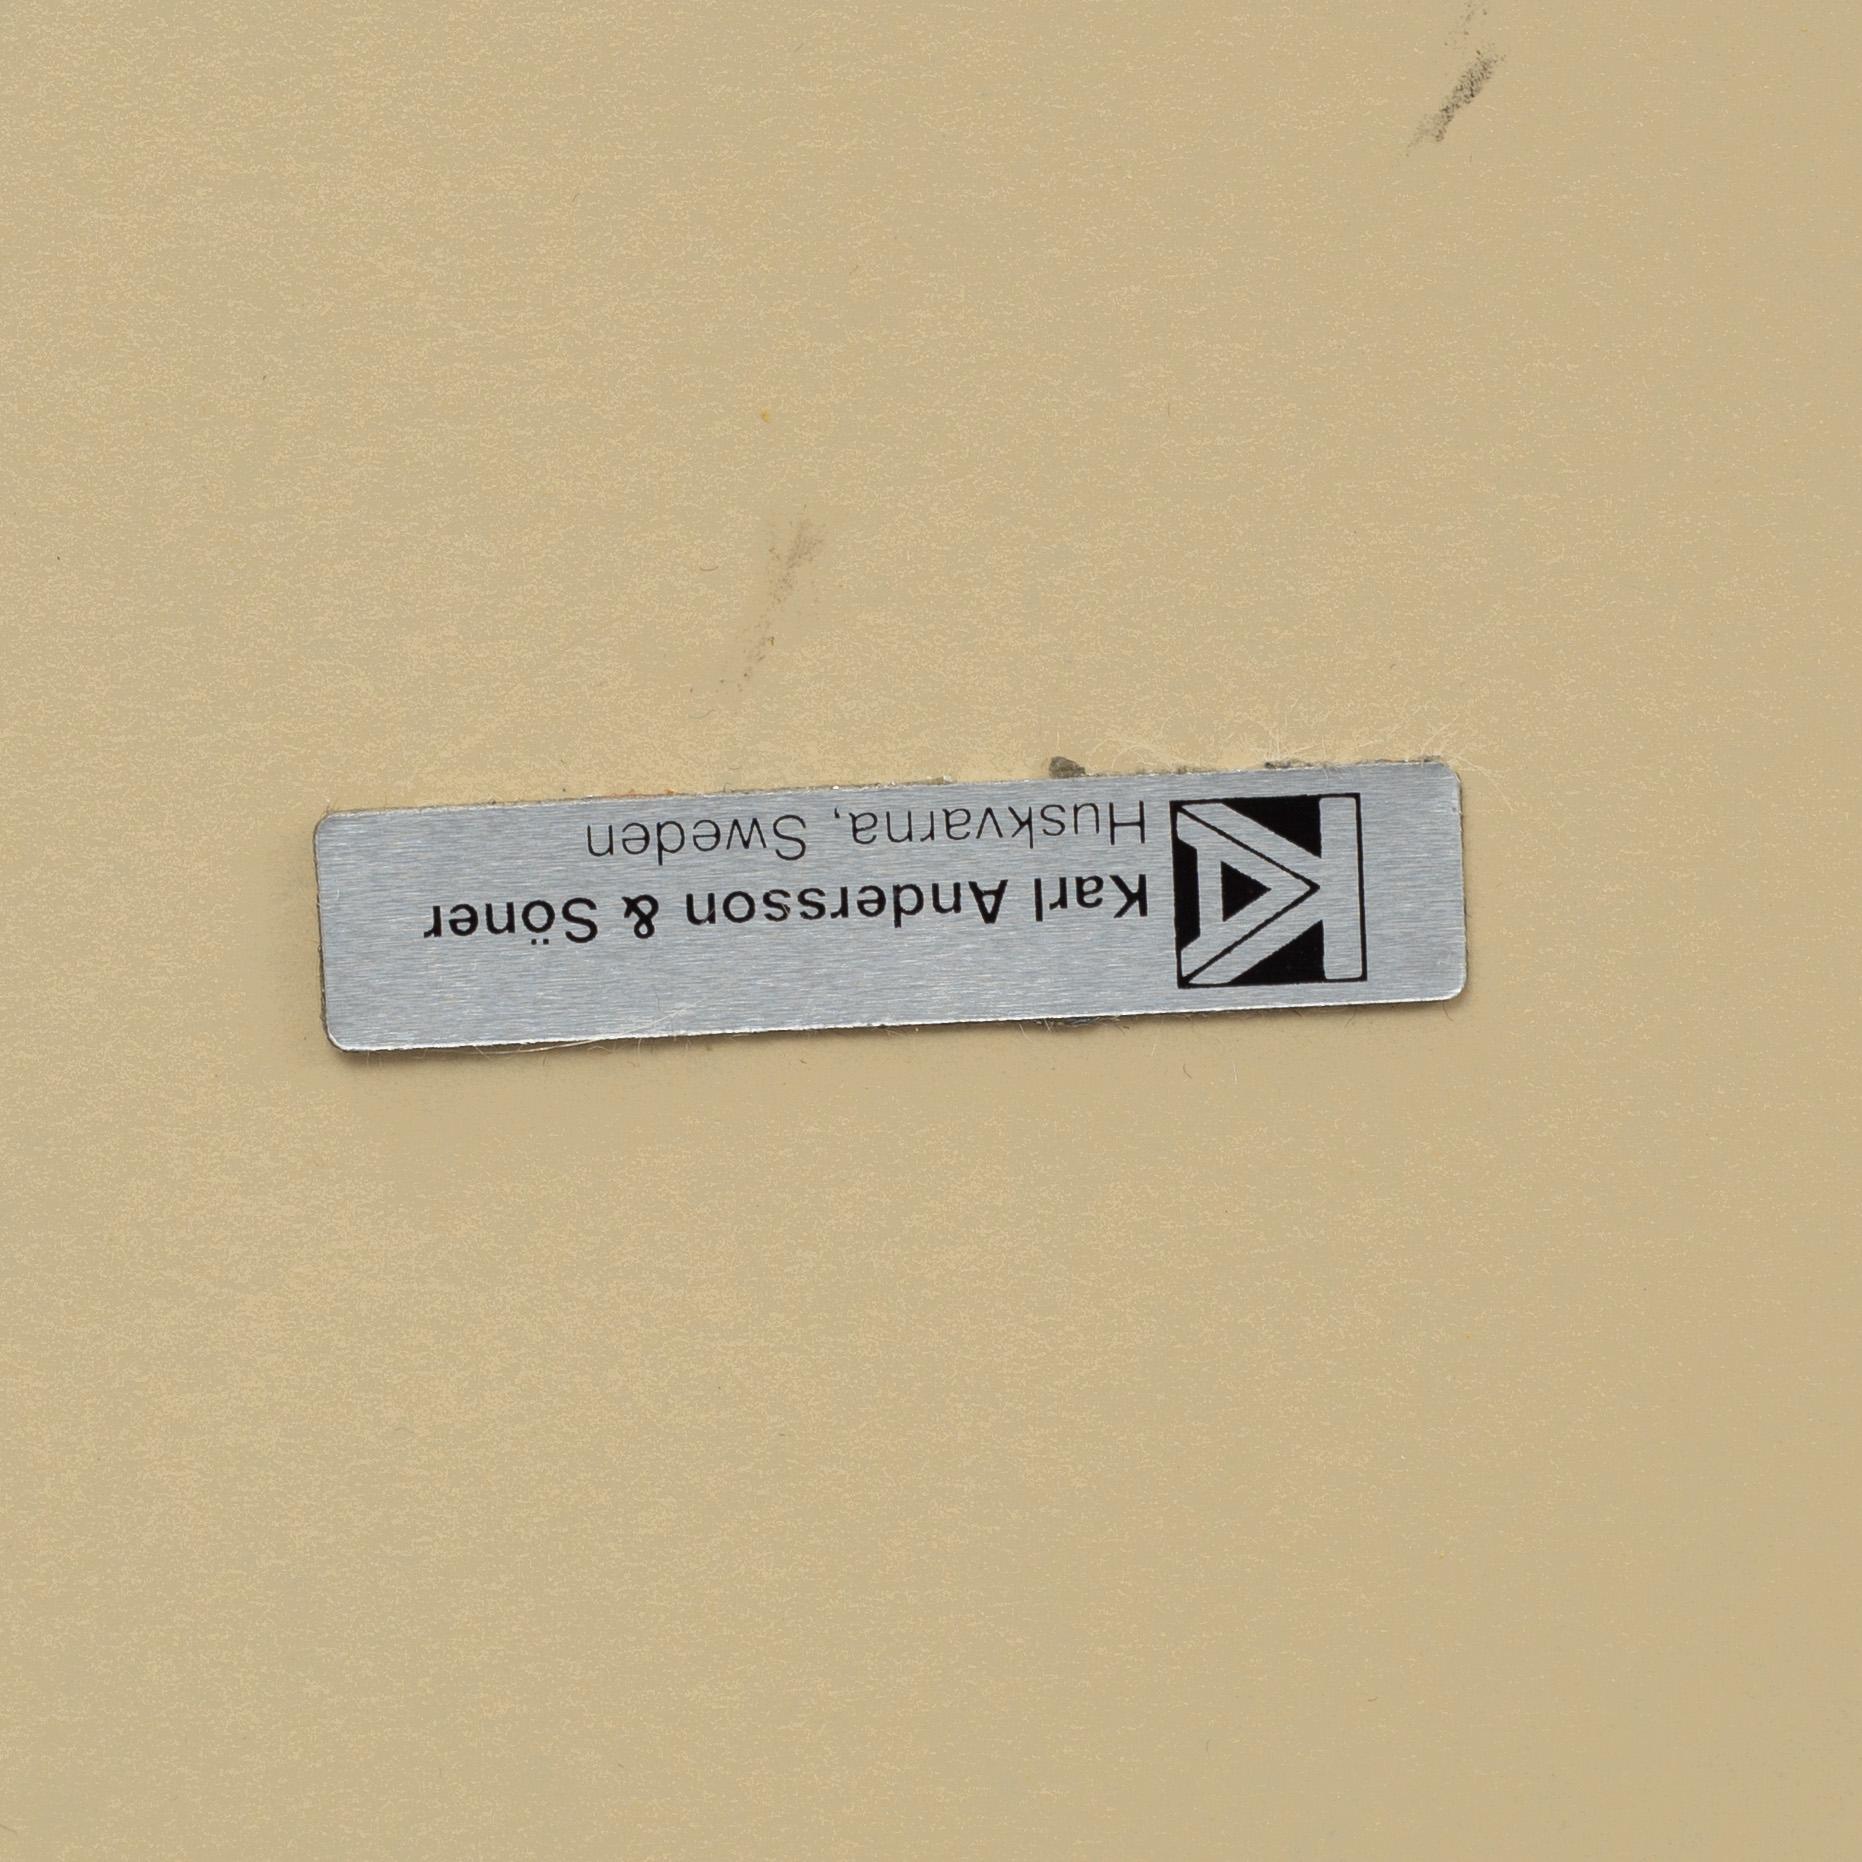 Karl Andersson & Söner
Huskvarna, Sweden